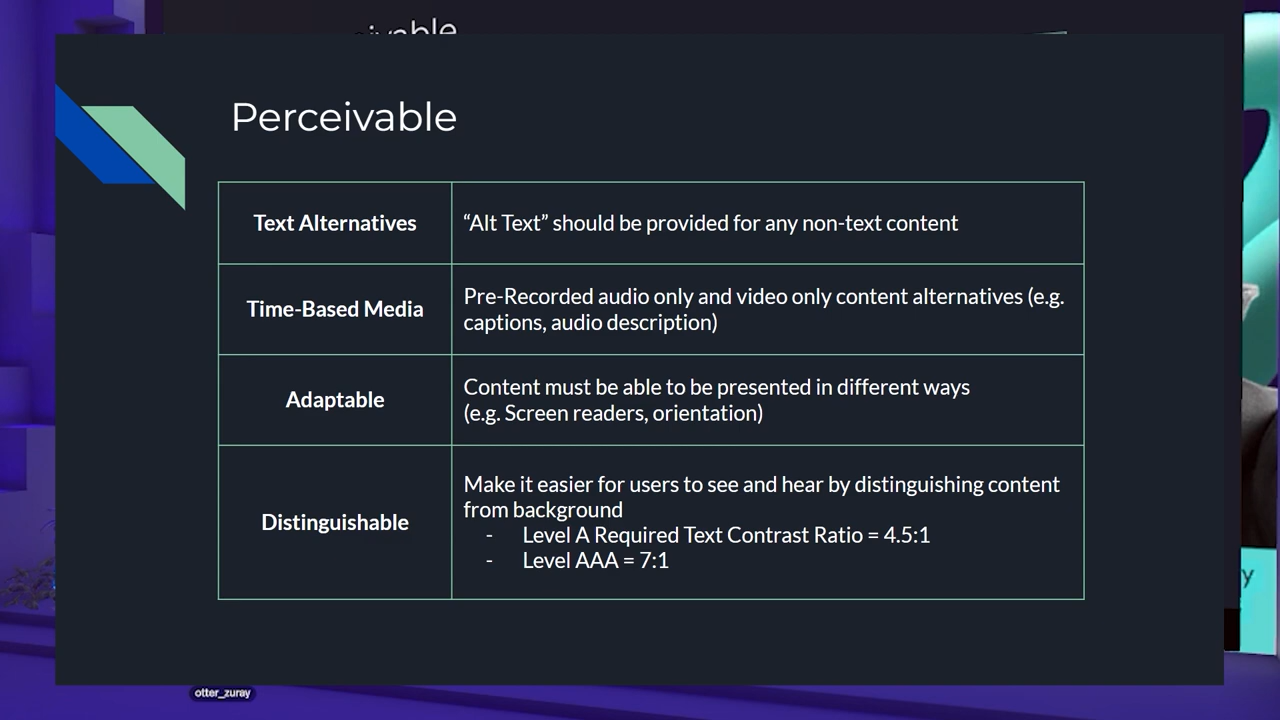 Perceivable
Text Alternatives
“Alt Text” should be provided for any non-text content
Time-Based Media
Pre-Recorded audio only and video only content alternatives (e.g.
captions, audio description)
Adaptable
Content must be able to be presented in different ways
(e.g. Screen readers, orientation)
Distinguishable
Make it easier for users to see and hear by distinguishing content
from background
- Level A Required Text Contrast Ratio = 4.5:1
- Level AAA = 7:1
otter_zuray